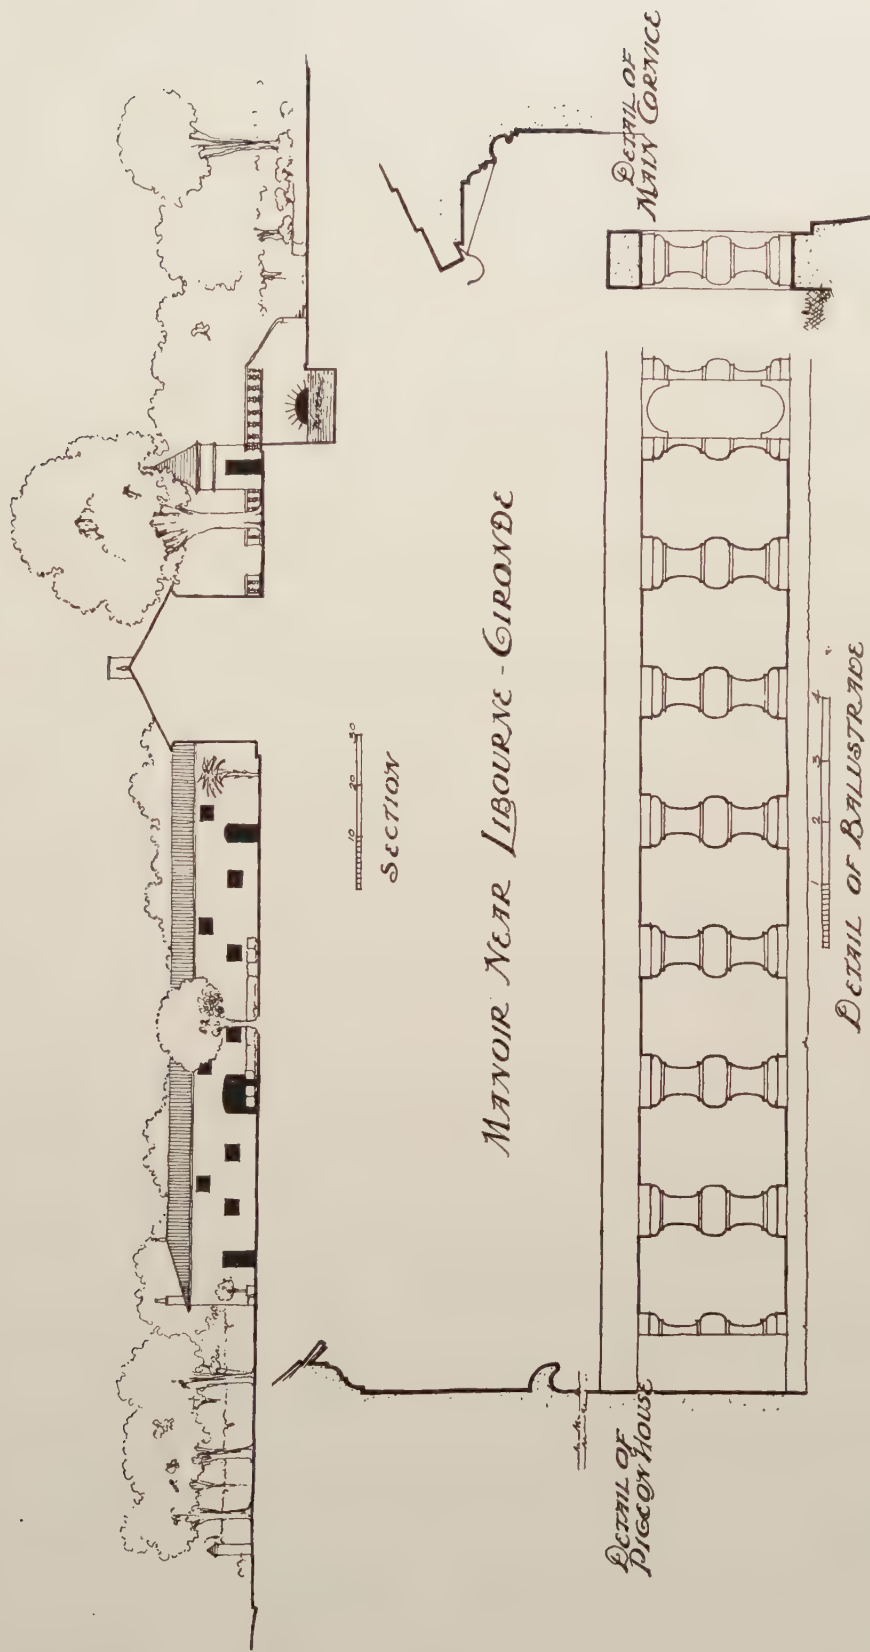 10 20 30
SECTION
MANOIR NEAR LIBOURNE - GIRONDE
DETAIL OF
MAIN CORNICE
DETAIL OF
PIGEON HOUSE
1 2 3 4
DETAIL OF BALUSTRADE